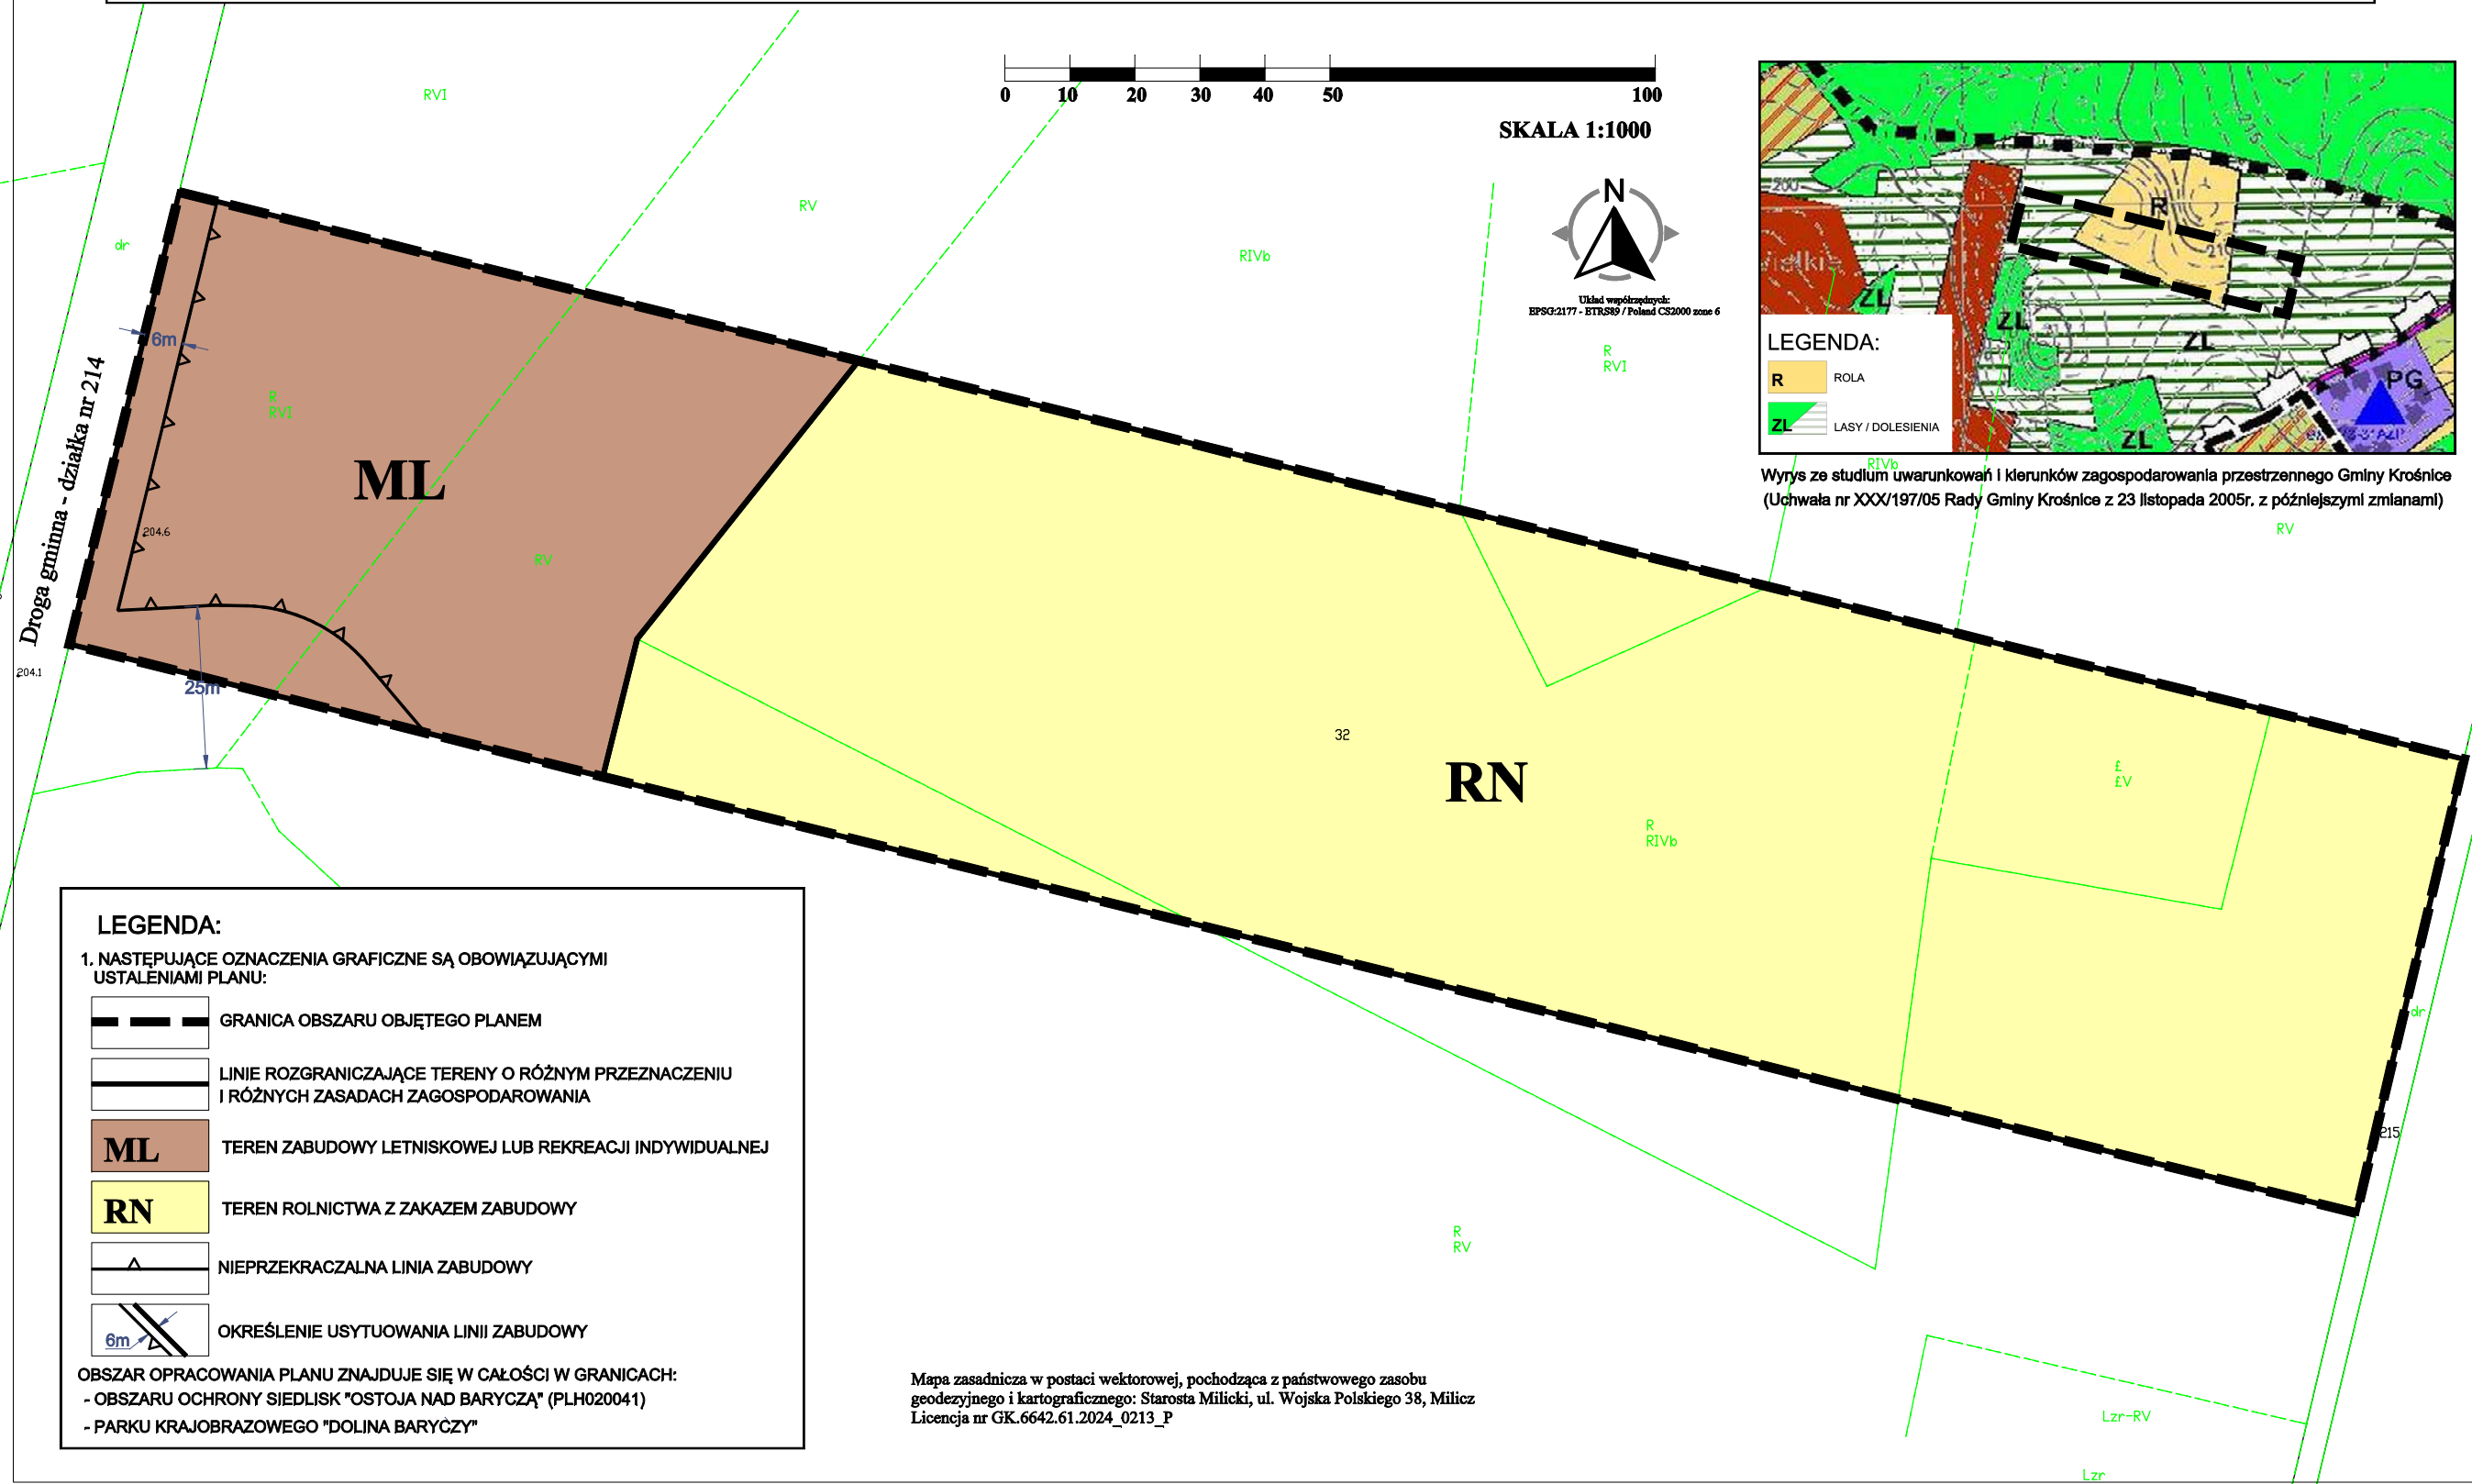 RVI
RV
RIVb
dr
0 10 20 30 40 50 100
SKALA 1:1000
N
Układ współrzędnych:
EPSG:2177 - ETRS89 / Poland CS2000 zone 6
R
RVI
6m
Droga gminna - działka nr 214
R
RVI
ML
204.6
RV
25m
204.1
32
RN
R
RIVb
Ł
ŁV
dr
215
R
RV
Lzr-RV
Lzr
RIVb
RV
200
215
R
210
ZL
ZL
ZL
ZL
PG
LEGENDA:
R ROLA
ZL LASY / DOLESIENIA
Wyrys ze studium uwarunkowań i kierunków zagospodarowania przestrzennego Gminy Krośnice
(Uchwała nr XXX/197/05 Rady Gminy Krośnice z 23 listopada 2005r. z późniejszymi zmianami)
LEGENDA:
1. NASTĘPUJĄCE OZNACZENIA GRAFICZNE SĄ OBOWIĄZUJĄCYMI
USTALENIAMI PLANU:
GRANICA OBSZARU OBJĘTEGO PLANEM
LINIE ROZGRANICZAJĄCE TERENY O RÓŻNYM PRZEZNACZENIU
I RÓŻNYCH ZASADACH ZAGOSPODAROWANIA
ML TEREN ZABUDOWY LETNISKOWEJ LUB REKREACJI INDYWIDUALNEJ
RN TEREN ROLNICTWA Z ZAKAZEM ZABUDOWY
NIEPRZEKRACZALNA LINIA ZABUDOWY
6m OKREŚLENIE USYTUOWANIA LINII ZABUDOWY
OBSZAR OPRACOWANIA PLANU ZNAJDUJE SIĘ W CAŁOŚCI W GRANICACH:
- OBSZARU OCHRONY SIEDLISK "OSTOJA NAD BARYCZĄ" (PLH020041)
- PARKU KRAJOBRAZOWEGO "DOLINA BARYCZY"
Mapa zasadnicza w postaci wektorowej, pochodząca z państwowego zasobu
geodezyjnego i kartograficznego: Starosta Milicki, ul. Wojska Polskiego 38, Milicz
Licencja nr GK.6642.61.2024_0213_P